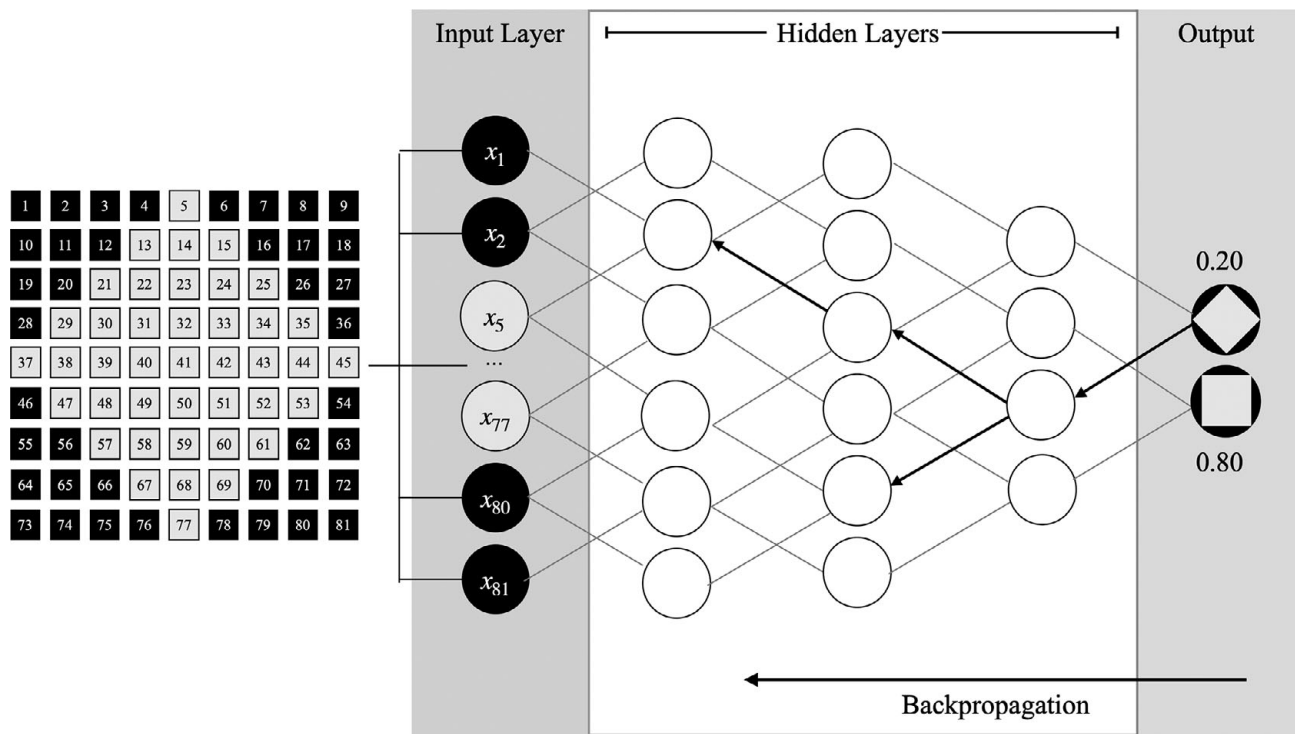 Input Layer
Hidden Layers
Output
1 2 3 4 5 6 7 8 9
10 11 12 13 14 15 16 17 18
19 20 21 22 23 24 25 26 27
28 29 30 31 32 33 34 35 36
37 38 39 40 41 42 43 44 45
46 47 48 49 50 51 52 53 54
55 56 57 58 59 60 61 62 63
64 65 66 67 68 69 70 71 72
73 74 75 76 77 78 79 80 81
x1
x2
x5
...
x77
x80
x81
0.20
0.80
Backpropagation